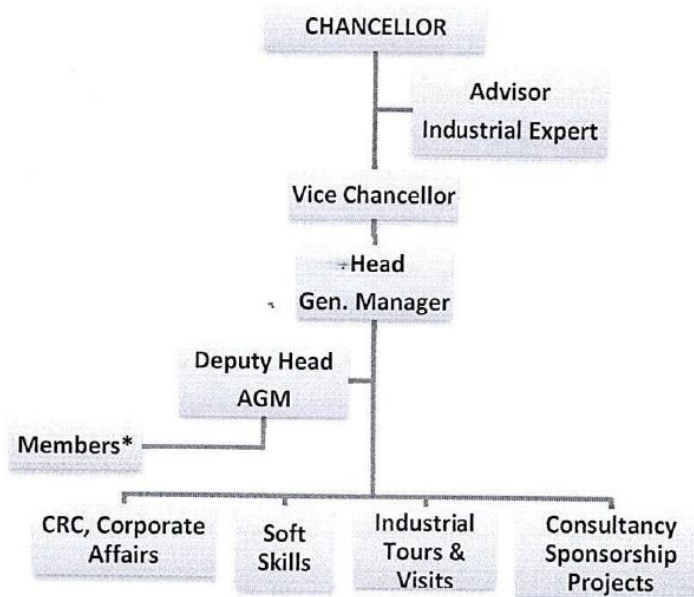 CHANCELLOR
Advisor
Industrial Expert
Vice Chancellor
Head
Gen. Manager
Deputy Head
AGM
Members*
CRC, Corporate
Affairs
Soft
Skills
Industrial
Tours &
Visits
Consultancy
Sponsorship
Projects